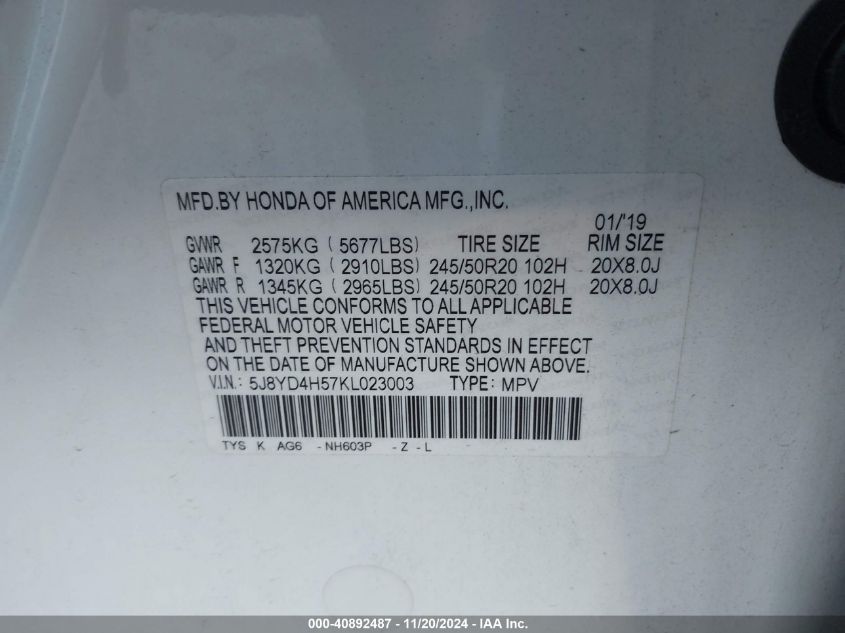 MFD.BY HONDA OF AMERICA MFG.,INC.
01/'19
GVWR 2575KG ( 5677LBS) TIRE SIZE RIM SIZE
GAWR F 1320KG ( 2910LBS) 245/50R20 102H 20X8.0J
GAWR R 1345KG ( 2965LBS) 245/50R20 102H 20X8.0J
THIS VEHICLE CONFORMS TO ALL APPLICABLE
FEDERAL MOTOR VEHICLE SAFETY
AND THEFT PREVENTION STANDARDS IN EFFECT
ON THE DATE OF MANUFACTURE SHOWN ABOVE.
V.I.N.: 5J8YD4H57KL023003 TYPE: MPV
TYS K AG6 -NH603P -Z -L
000-40892487 - 11/20/2024 - IAA Inc.